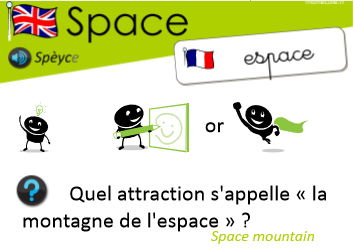 Space
Spèyce
espace
or
Quel attraction s'appelle « la
montagne de l'espace » ?
Space mountain